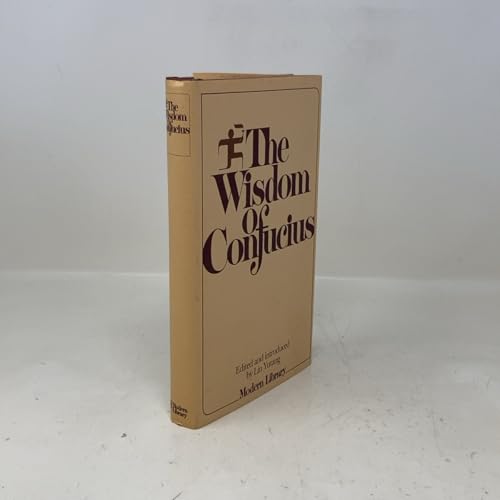 The
Wisdom
of
Confucius
Edited and introduced
by Lin Yutang
Modern Library
The
Wisdom
of
Confucius
Modern
Library